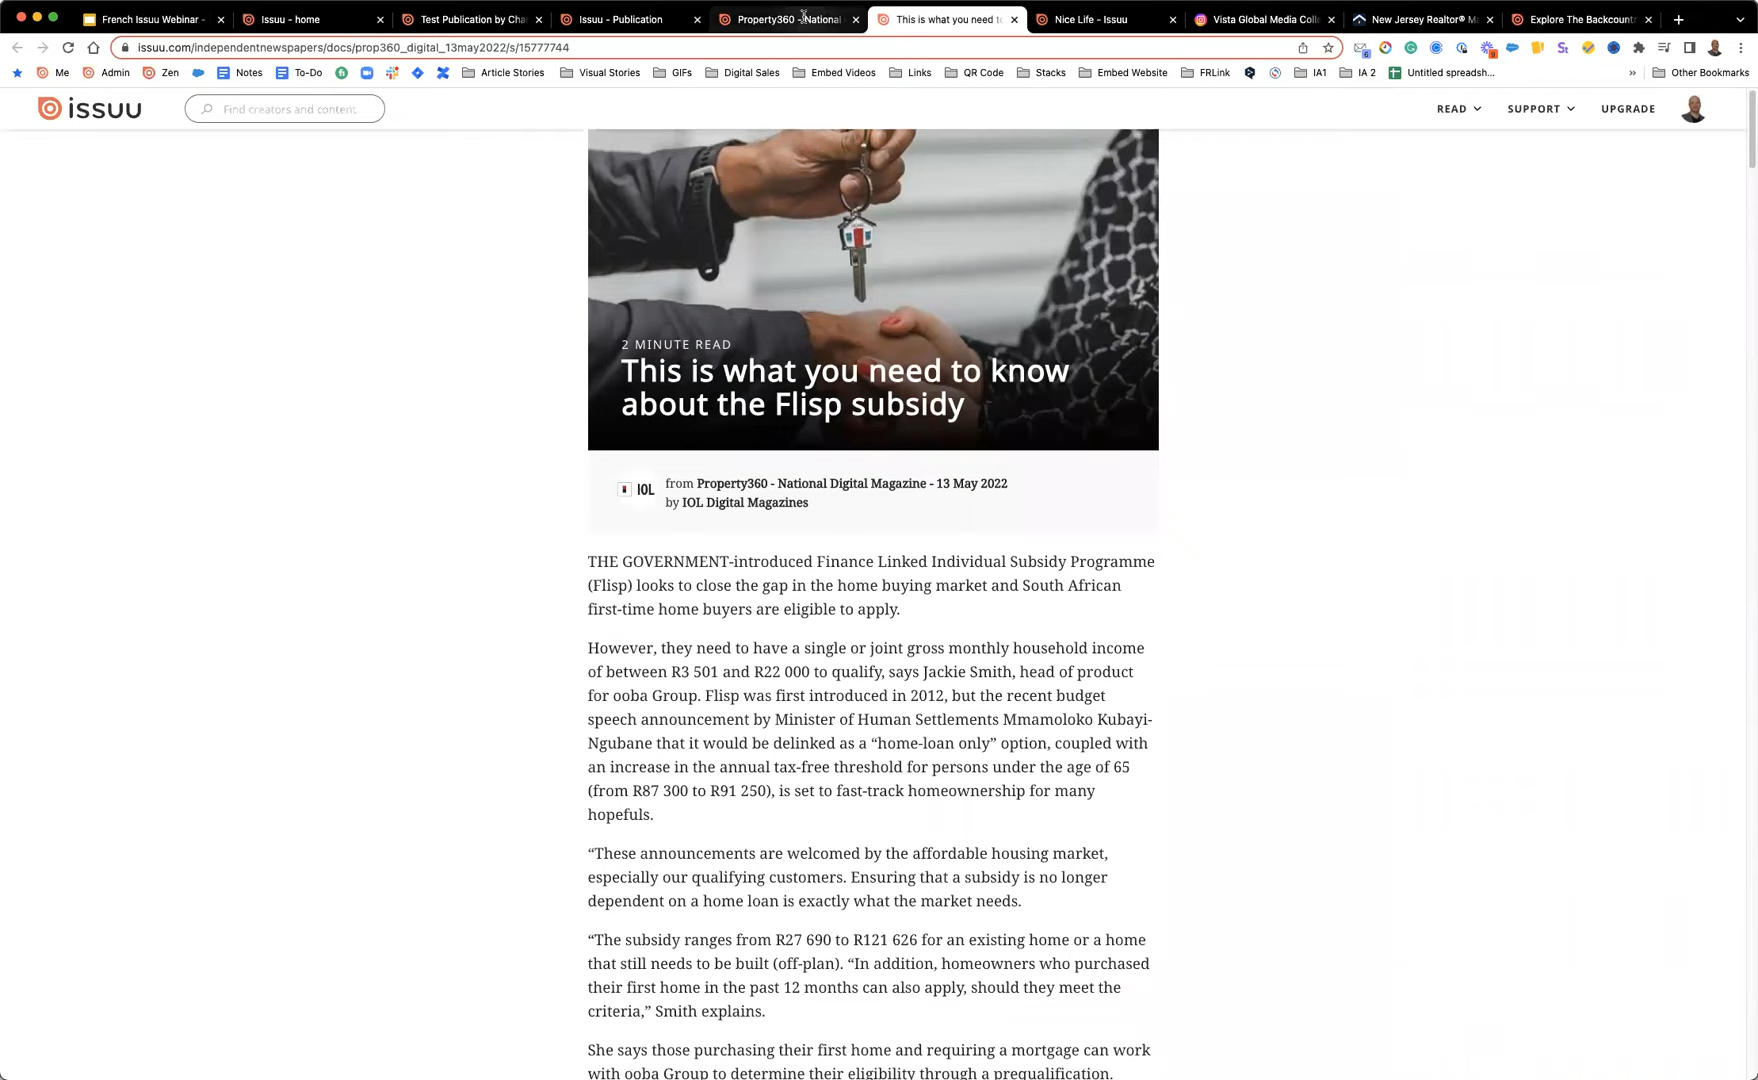 French Issuu Webinar -
Issuu - home
Test Publication by Cha
Issuu - Publication
Property360 - National
This is what you need to
Nice Life - Issuu
Vista Global Media Coll
New Jersey Realtor® M
Explore The Backcount
issuu.com/independentnewspapers/docs/prop360_digital_13may2022/s/15777744
Me
Admin
Zen
Notes
To-Do
Article Stories
Visual Stories
GIFs
Digital Sales
Embed Videos
Links
QR Code
Stacks
Embed Website
FRLink
IA1
IA 2
Untitled spreadsh...
»
Other Bookmarks
issuu
Find creators and content
READ
SUPPORT
UPGRADE
2 MINUTE READ
This is what you need to know
about the Flisp subsidy
IOL
from Property360 - National Digital Magazine - 13 May 2022
by IOL Digital Magazines
THE GOVERNMENT-introduced Finance Linked Individual Subsidy Programme
(Flisp) looks to close the gap in the home buying market and South African
first-time home buyers are eligible to apply.
However, they need to have a single or joint gross monthly household income
of between R3 501 and R22 000 to qualify, says Jackie Smith, head of product
for ooba Group. Flisp was first introduced in 2012, but the recent budget
speech announcement by Minister of Human Settlements Mmamoloko Kubayi-
Ngubane that it would be delinked as a “home-loan only” option, coupled with
an increase in the annual tax-free threshold for persons under the age of 65
(from R87 300 to R91 250), is set to fast-track homeownership for many
hopefuls.
“These announcements are welcomed by the affordable housing market,
especially our qualifying customers. Ensuring that a subsidy is no longer
dependent on a home loan is exactly what the market needs.
“The subsidy ranges from R27 690 to R121 626 for an existing home or a home
that still needs to be built (off-plan). “In addition, homeowners who purchased
their first home in the past 12 months can also apply, should they meet the
criteria,” Smith explains.
She says those purchasing their first home and requiring a mortgage can work
with ooba Group to determine their eligibility through a prequalification.